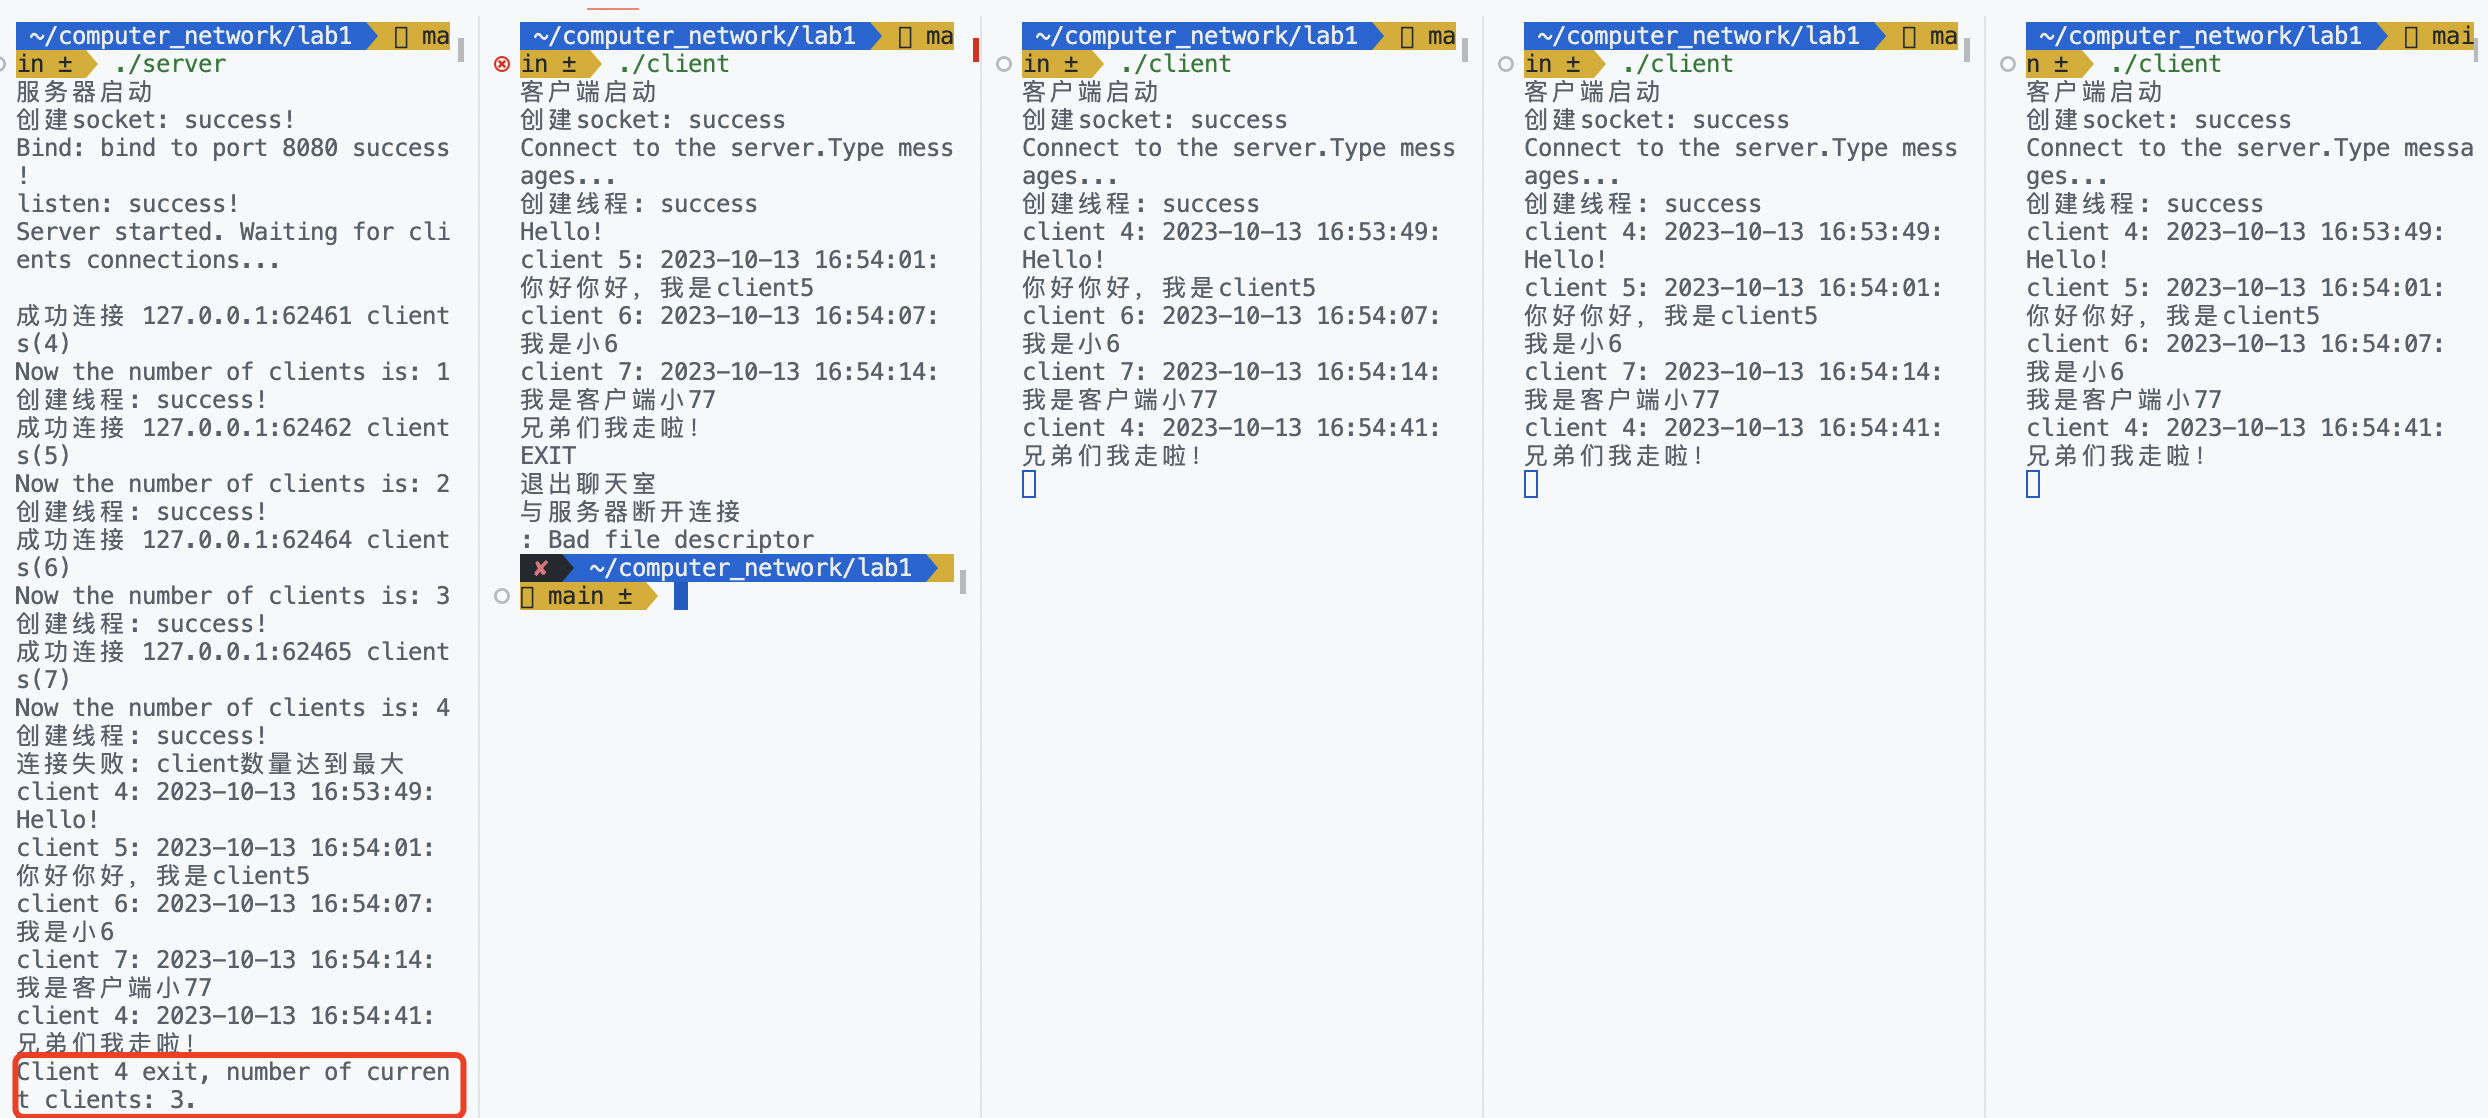 ~/computer_network/lab1 ma
in ± ./server
服务器启动
创建socket: success!
Bind: bind to port 8080 success
!
listen: success!
Server started. Waiting for cli
ents connections...
成功连接 127.0.0.1:62461 client
s(4)
Now the number of clients is: 1
创建线程: success!
成功连接 127.0.0.1:62462 client
s(5)
Now the number of clients is: 2
创建线程: success!
成功连接 127.0.0.1:62464 client
s(6)
Now the number of clients is: 3
创建线程: success!
成功连接 127.0.0.1:62465 client
s(7)
Now the number of clients is: 4
创建线程: success!
连接失败: client数量达到最大
client 4: 2023-10-13 16:53:49:
Hello!
client 5: 2023-10-13 16:54:01:
你好你好, 我是client5
client 6: 2023-10-13 16:54:07:
我是小6
client 7: 2023-10-13 16:54:14:
我是客户端小77
client 4: 2023-10-13 16:54:41:
兄弟们我走啦!
Client 4 exit, number of curren
t clients: 3.
~/computer_network/lab1 ma
in ± ./client
客户端启动
创建socket: success
Connect to the server.Type mess
ages...
创建线程: success
Hello!
client 5: 2023-10-13 16:54:01:
你好你好, 我是client5
client 6: 2023-10-13 16:54:07:
我是小6
client 7: 2023-10-13 16:54:14:
我是客户端小77
兄弟们我走啦!
EXIT
退出聊天室
与服务器断开连接
: Bad file descriptor
✘ ~/computer_network/lab1
main ±
~/computer_network/lab1 ma
in ± ./client
客户端启动
创建socket: success
Connect to the server.Type mess
ages...
创建线程: success
client 4: 2023-10-13 16:53:49:
Hello!
你好你好, 我是client5
client 6: 2023-10-13 16:54:07:
我是小6
client 7: 2023-10-13 16:54:14:
我是客户端小77
client 4: 2023-10-13 16:54:41:
兄弟们我走啦!
~/computer_network/lab1 ma
in ± ./client
客户端启动
创建socket: success
Connect to the server.Type mess
ages...
创建线程: success
client 4: 2023-10-13 16:53:49:
Hello!
client 5: 2023-10-13 16:54:01:
你好你好, 我是client5
我是小6
client 7: 2023-10-13 16:54:14:
我是客户端小77
client 4: 2023-10-13 16:54:41:
兄弟们我走啦!
~/computer_network/lab1 mai
n ± ./client
客户端启动
创建socket: success
Connect to the server.Type messa
ges...
创建线程: success
client 4: 2023-10-13 16:53:49:
Hello!
client 5: 2023-10-13 16:54:01:
你好你好, 我是client5
client 6: 2023-10-13 16:54:07:
我是小6
我是客户端小77
client 4: 2023-10-13 16:54:41:
兄弟们我走啦!